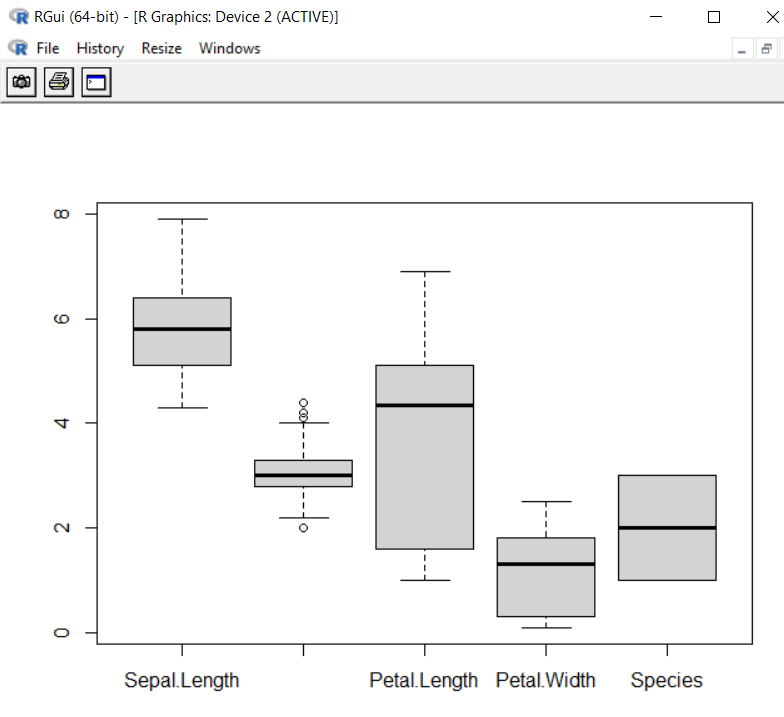 RGui (64-bit) - [R Graphics: Device 2 (ACTIVE)]
R File History Resize Windows
8
6
4
2
0
Sepal.Length Petal.Length Petal.Width Species